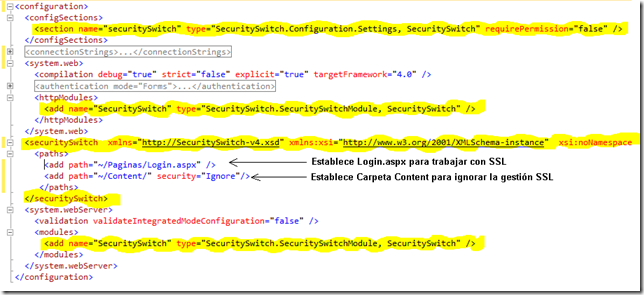 <configuration>
<configSections>
<section name="securitySwitch" type="SecuritySwitch.Configuration.Settings, SecuritySwitch" requirePermission="false" />
</configSections>
<connectionStrings>...</connectionStrings>
<system.web>
<compilation debug="true" strict="false" explicit="true" targetFramework="4.0" />
<authentication mode="Forms">...</authentication>
<httpModules>
<add name="SecuritySwitch" type="SecuritySwitch.SecuritySwitchModule, SecuritySwitch" />
</httpModules>
</system.web>
<securitySwitch xmlns="http://SecuritySwitch-v4.xsd" xmlns:xsi="http://www.w3.org/2001/XMLSchema-instance" xsi:noNamespace
<paths>
<add path="~/Paginas/Login.aspx" /> Establece Login.aspx para trabajar con SSL
<add path="~/Content/" security="Ignore"/> Establece Carpeta Content para ignorar la gestión SSL
</paths>
</securitySwitch>
<system.webServer>
<validation validateIntegratedModeConfiguration="false" />
<modules>
<add name="SecuritySwitch" type="SecuritySwitch.SecuritySwitchModule, SecuritySwitch" />
</modules>
</system.webServer>
</configuration>